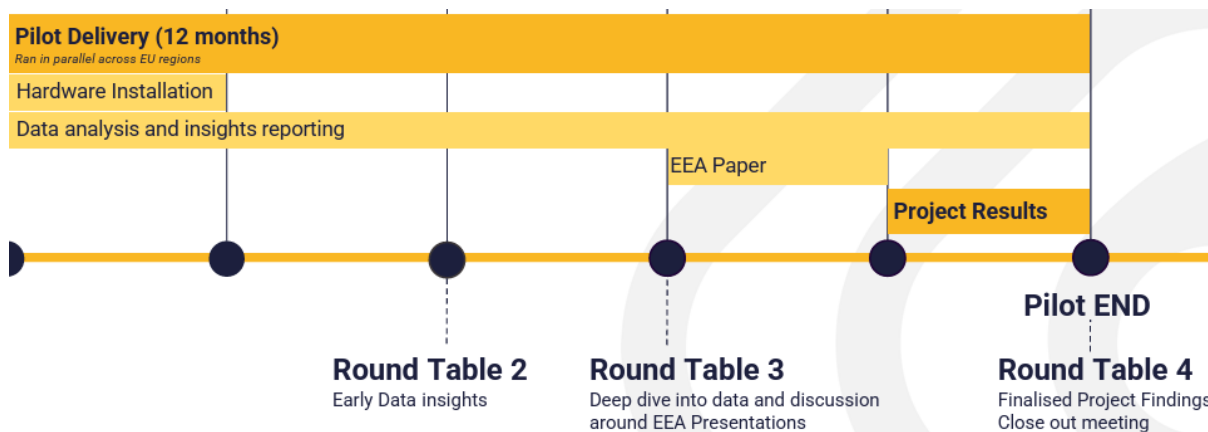 Pilot Delivery (12 months)
Ran in parallel across EU regions
Hardware Installation
Data analysis and insights reporting
EEA Paper
Project Results
Pilot END
Round Table 2
Early Data insights
Round Table 3
Deep dive into data and discussion
around EEA Presentations
Round Table 4
Finalised Project Findings
Close out meeting